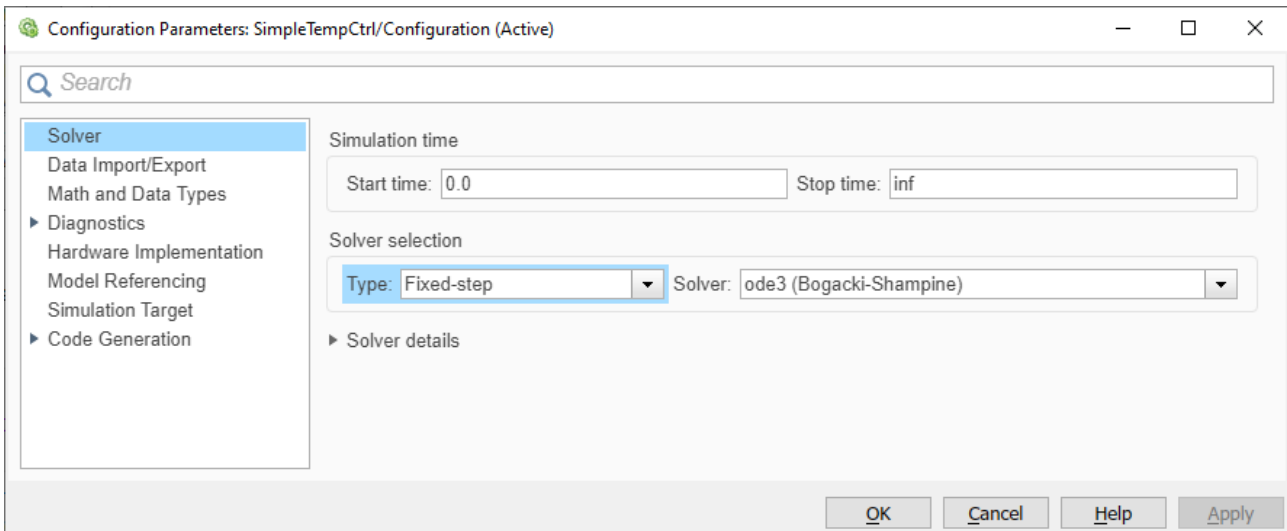 Configuration Parameters: SimpleTempCtrl/Configuration (Active)
Search
Solver
Data Import/Export
Math and Data Types
Diagnostics
Hardware Implementation
Model Referencing
Simulation Target
Code Generation
Simulation time
Start time: 0.0 Stop time: inf
Solver selection
Type: Fixed-step Solver: ode3 (Bogacki-Shampine)
Solver details
OK Cancel Help Apply